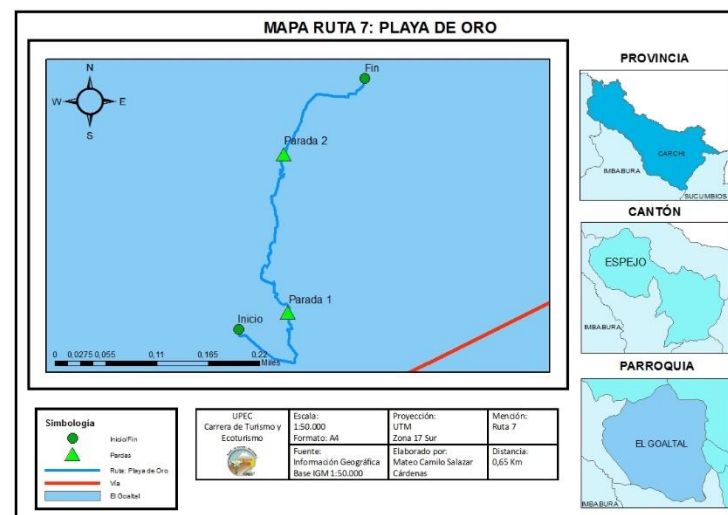 MAPA RUTA 7: PLAYA DE ORO
N
W
E
S
Fin
Parada 2
Parada 1
Inicio
0 0,0275 0,055 0,11 0,165 0,22
Miles
PROVINCIA
CARCHI
IMBABURA
SUCUMBIOS
CANTÓN
ESPEJO
IMBABURA
PARROQUIA
EL GOALTAL
IMBABURA
Simbología
Inicio/Fin
Pardas
Ruta: Playa de Oro
Vía
El Goaltal
UPEC
Carrera de Turismo y
Ecoturismo
Escala:
1:50.000
Formato: A4
Proyección:
UTM
Zona 17 Sur
Mención:
Ruta 7
Fuente:
Información Geográfica
Base IGM 1:50.000
Elaborado por:
Mateo Camilo Salazar
Cárdenas
Distancia:
0,65 Km